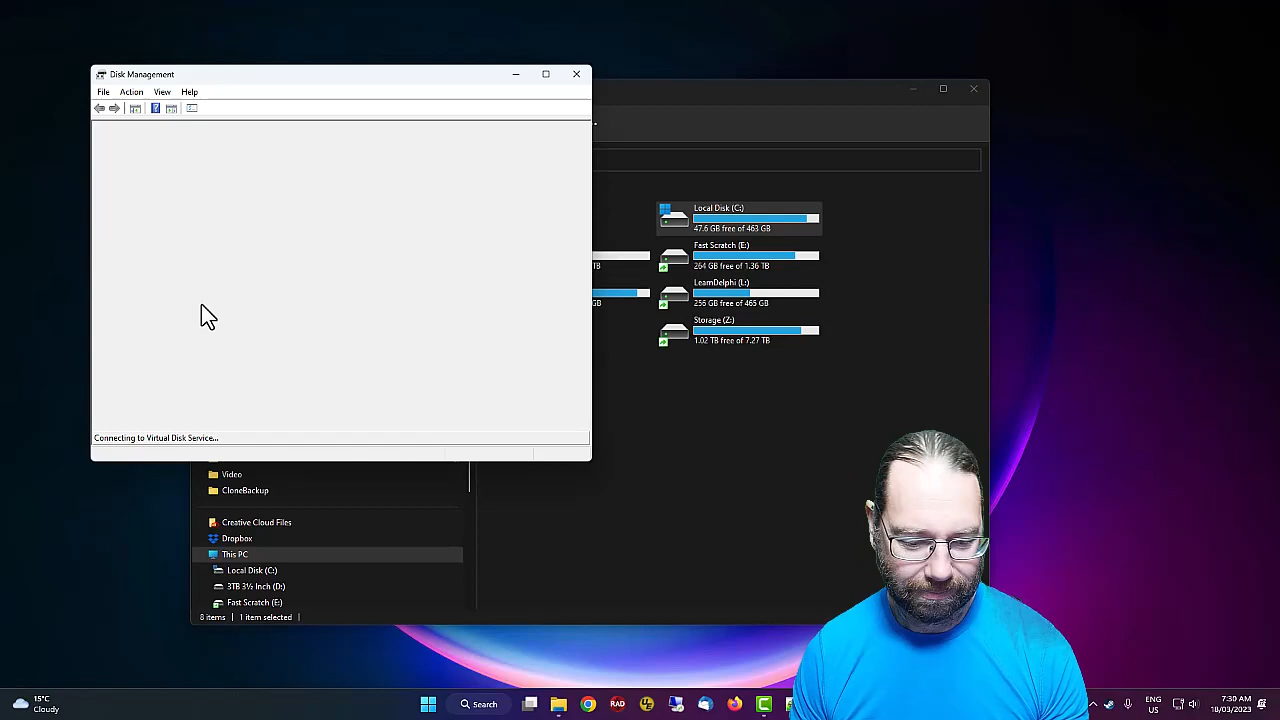 Disk Management
File Action View Help
Local Disk (C:)
47.6 GB free of 463 GB
Fast Scratch (E:)
TB
264 GB free of 1.36 TB
LearnDelphi (L:)
GB
256 GB free of 465 GB
Storage (Z:)
1.02 TB free of 7.27 TB
Connecting to Virtual Disk Service...
Video
CloneBackup
Creative Cloud Files
Dropbox
This PC
Local Disk (C:)
3TB 3½ Inch (D:)
Fast Scratch (E:)
8 items
1 item selected
15°C
Cloudy
Search
RAD
ENG
US
7:30 AM
18/03/2023